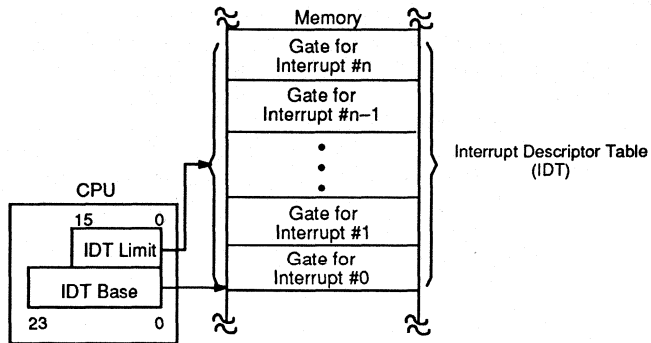 Memory
Gate for
Interrupt #n
Gate for
Interrupt #n–1
Interrupt Descriptor Table
(IDT)
CPU
15 0
IDT Limit
IDT Base
23 0
Gate for
Interrupt #1
Gate for
Interrupt #0